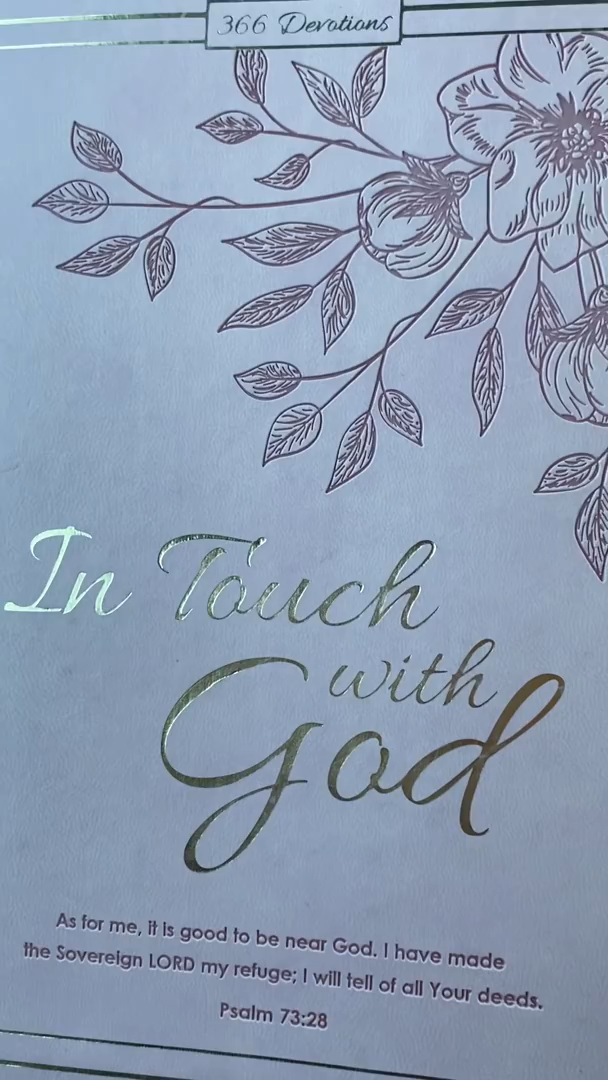 366 Devotions
In Touch
with
God
As for me, it is good to be near God. I have made
the Sovereign LORD my refuge; I will tell of all Your deeds.
Psalm 73:28